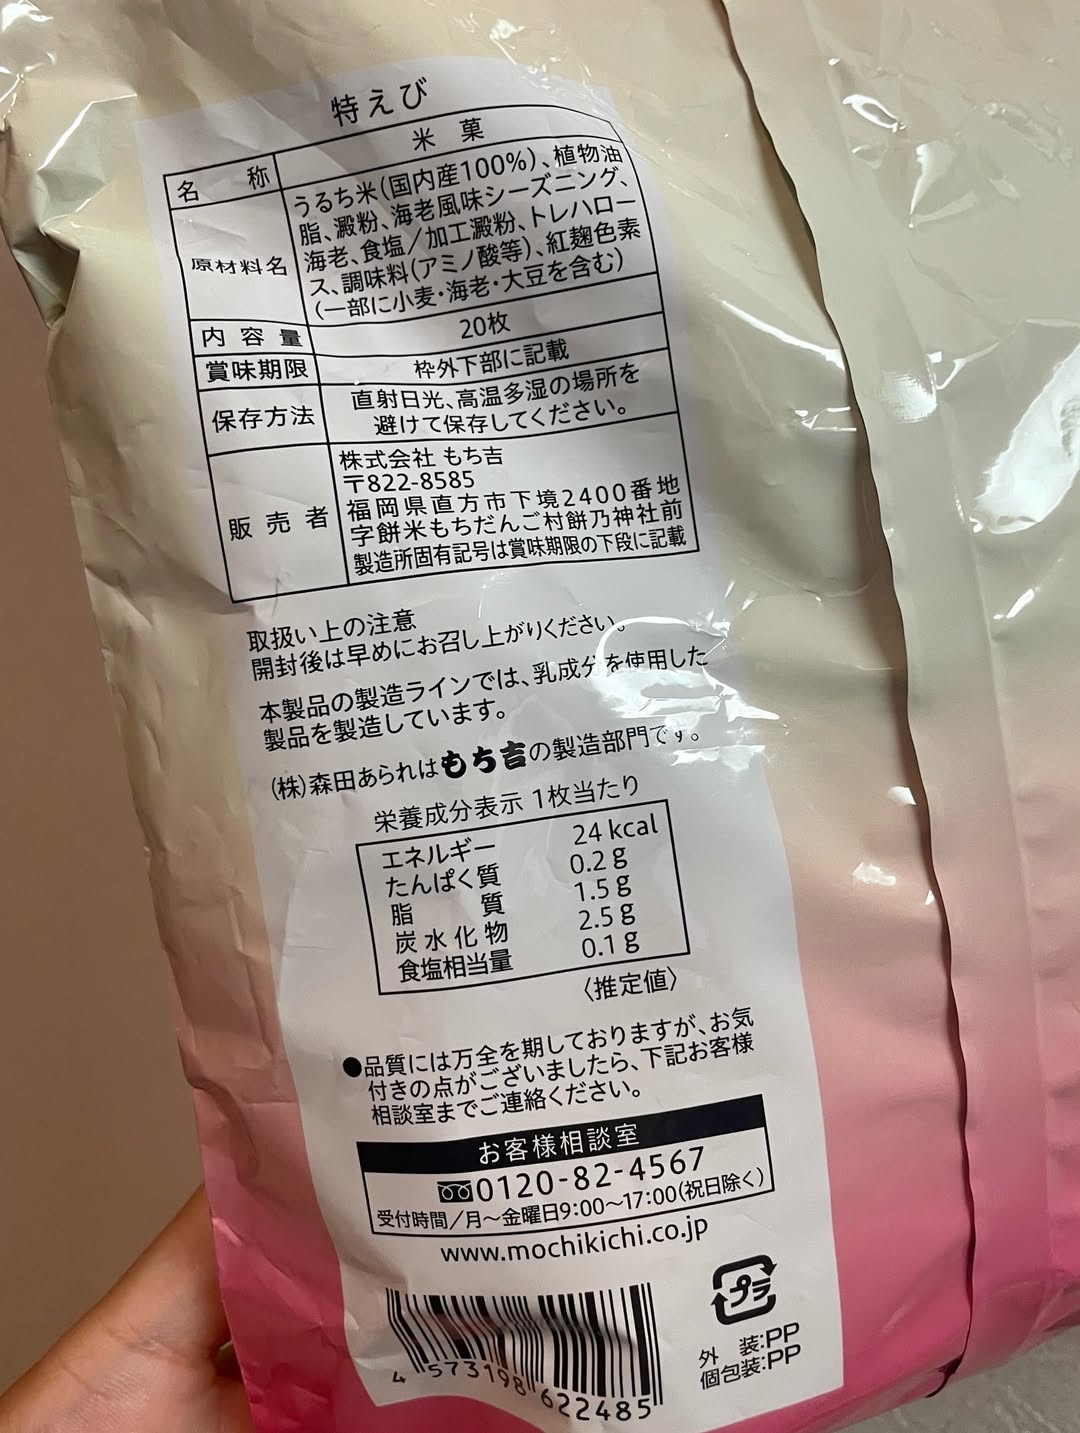 特えび
名 称 米 菓
原材料名 うるち米(国内産100%)、植物油
脂、澱粉、海老風味シーズニング、
海老、食塩/加工澱粉、トレハロー
ス、調味料(アミノ酸等)、紅麹色素
(一部に小麦・海老・大豆を含む)
内容量 20枚
賞味期限 枠外下部に記載
保存方法 直射日光、高温多湿の場所を
避けて保存してください。
販売者 株式会社 もち吉
〒822-8585
福岡県直方市下境2400番地
字餅米もちだんご村餅乃神社前
製造所固有記号は賞味期限の下段に記載
取扱い上の注意
開封後は早めにお召し上がりください。
本製品の製造ラインでは、乳成分を使用した
製品を製造しています。
(株)森田あられはもち吉の製造部門です。
栄養成分表示 1枚当たり
エネルギー 24 kcal
たんぱく質 0.2 g
脂質 1.5 g
炭水化物 2.5 g
食塩相当量 0.1 g
〈推定値〉
●品質には万全を期しておりますが、お気
付きの点がございましたら、下記お客様
相談室までご連絡ください。
お客様相談室
0120-82-4567
受付時間/月〜金曜日9:00〜17:00(祝日除く)
www.mochikichi.co.jp
プラ
外 装:PP
個包装:PP
4 573198 622485